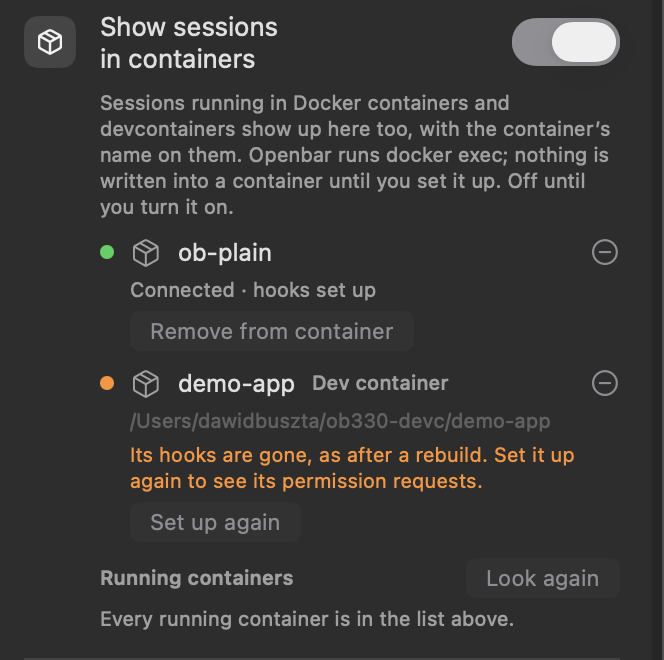 Show sessions
in containers
Sessions running in Docker containers and
devcontainers show up here too, with the container’s
name on them. Openbar runs docker exec; nothing is
written into a container until you set it up. Off until
you turn it on.
ob-plain
Connected · hooks set up
Remove from container
demo-app Dev container
/Users/dawidbuszta/ob330-devc/demo-app
Its hooks are gone, as after a rebuild. Set it up
again to see its permission requests.
Set up again
Running containers Look again
Every running container is in the list above.